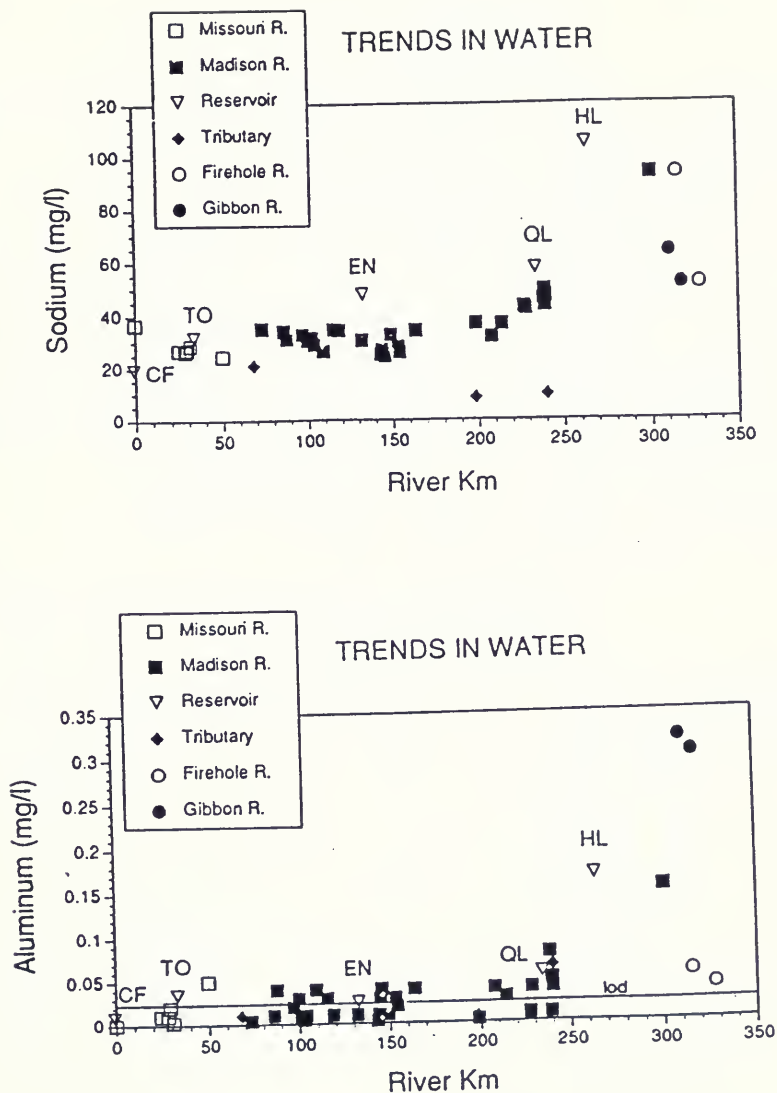 Missouri R.
Madison R.
Reservoir
Tributary
Firehole R.
Gibbon R.
TRENDS IN WATER
Sodium (mg/l)
120
100
80
60
40
20
0
HL
QL
EN
TO
CF
0 50 100 150 200 250 300 350
River Km
Missouri R.
Madison R.
Reservoir
Tributary
Firehole R.
Gibbon R.
TRENDS IN WATER
Aluminum (mg/l)
0.35
0.3
0.25
0.2
0.15
0.1
0.05
0
HL
QL
EN
TO
CF
lod
0 50 100 150 200 250 300 350
River Km